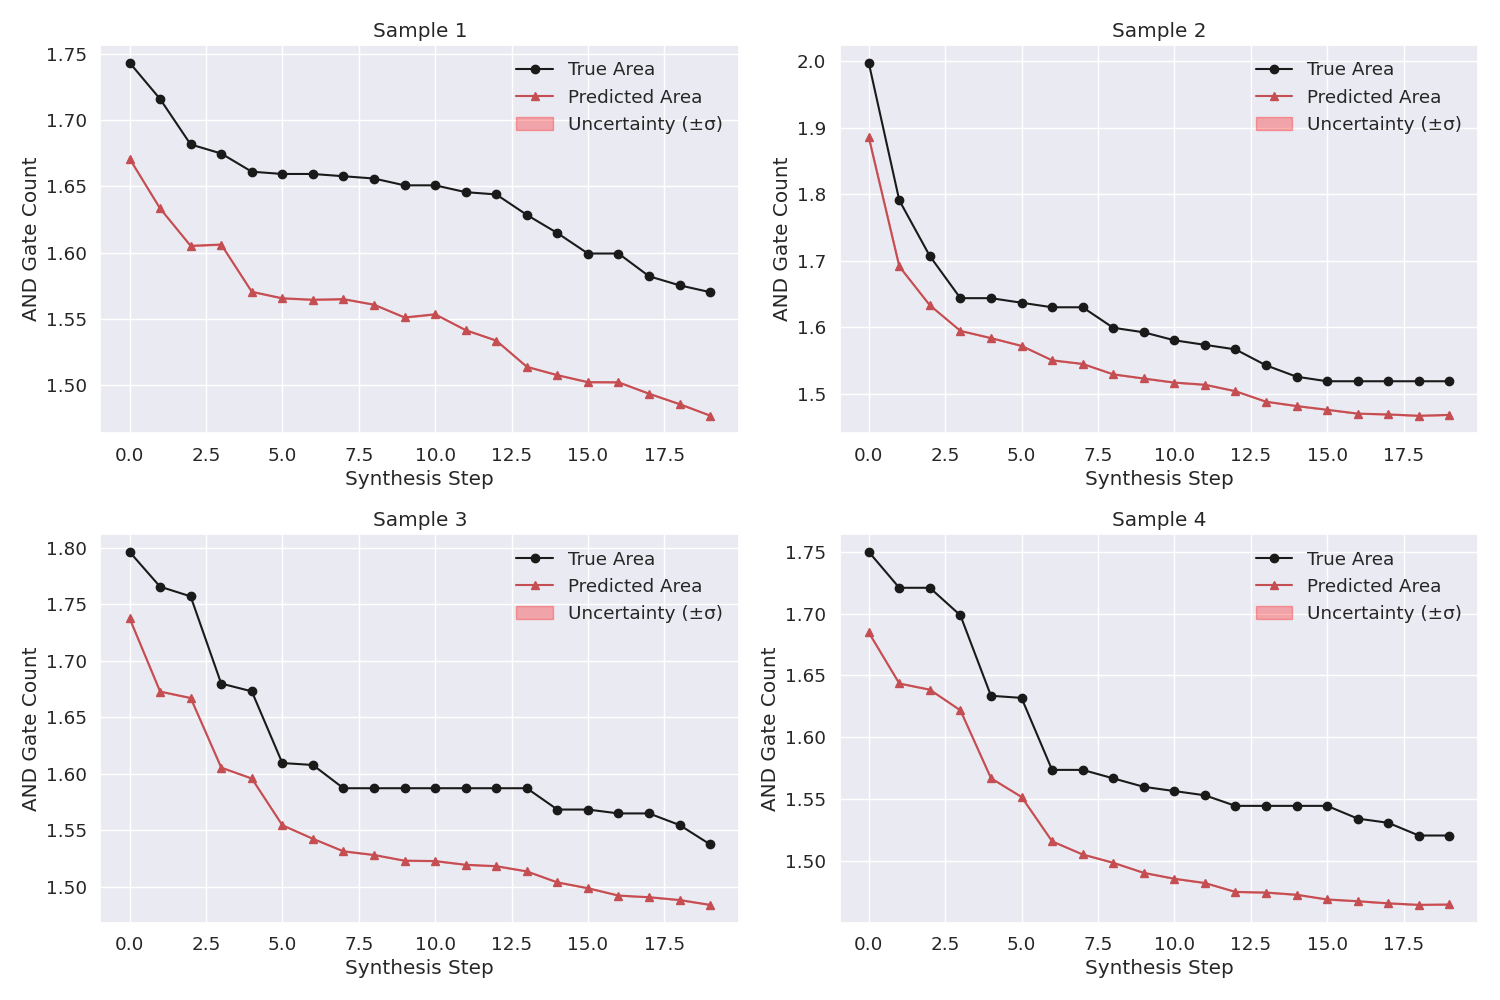 Sample 1
1.75
1.70
1.65
1.60
1.55
1.50
AND Gate Count
True Area
Predicted Area
Uncertainty (±σ)
0.0 2.5 5.0 7.5 10.0 12.5 15.0 17.5
Synthesis Step
Sample 2
2.0
1.9
1.8
1.7
1.6
1.5
AND Gate Count
True Area
Predicted Area
Uncertainty (±σ)
0.0 2.5 5.0 7.5 10.0 12.5 15.0 17.5
Synthesis Step
Sample 3
1.80
1.75
1.70
1.65
1.60
1.55
1.50
AND Gate Count
True Area
Predicted Area
Uncertainty (±σ)
0.0 2.5 5.0 7.5 10.0 12.5 15.0 17.5
Synthesis Step
Sample 4
1.75
1.70
1.65
1.60
1.55
1.50
AND Gate Count
True Area
Predicted Area
Uncertainty (±σ)
0.0 2.5 5.0 7.5 10.0 12.5 15.0 17.5
Synthesis Step